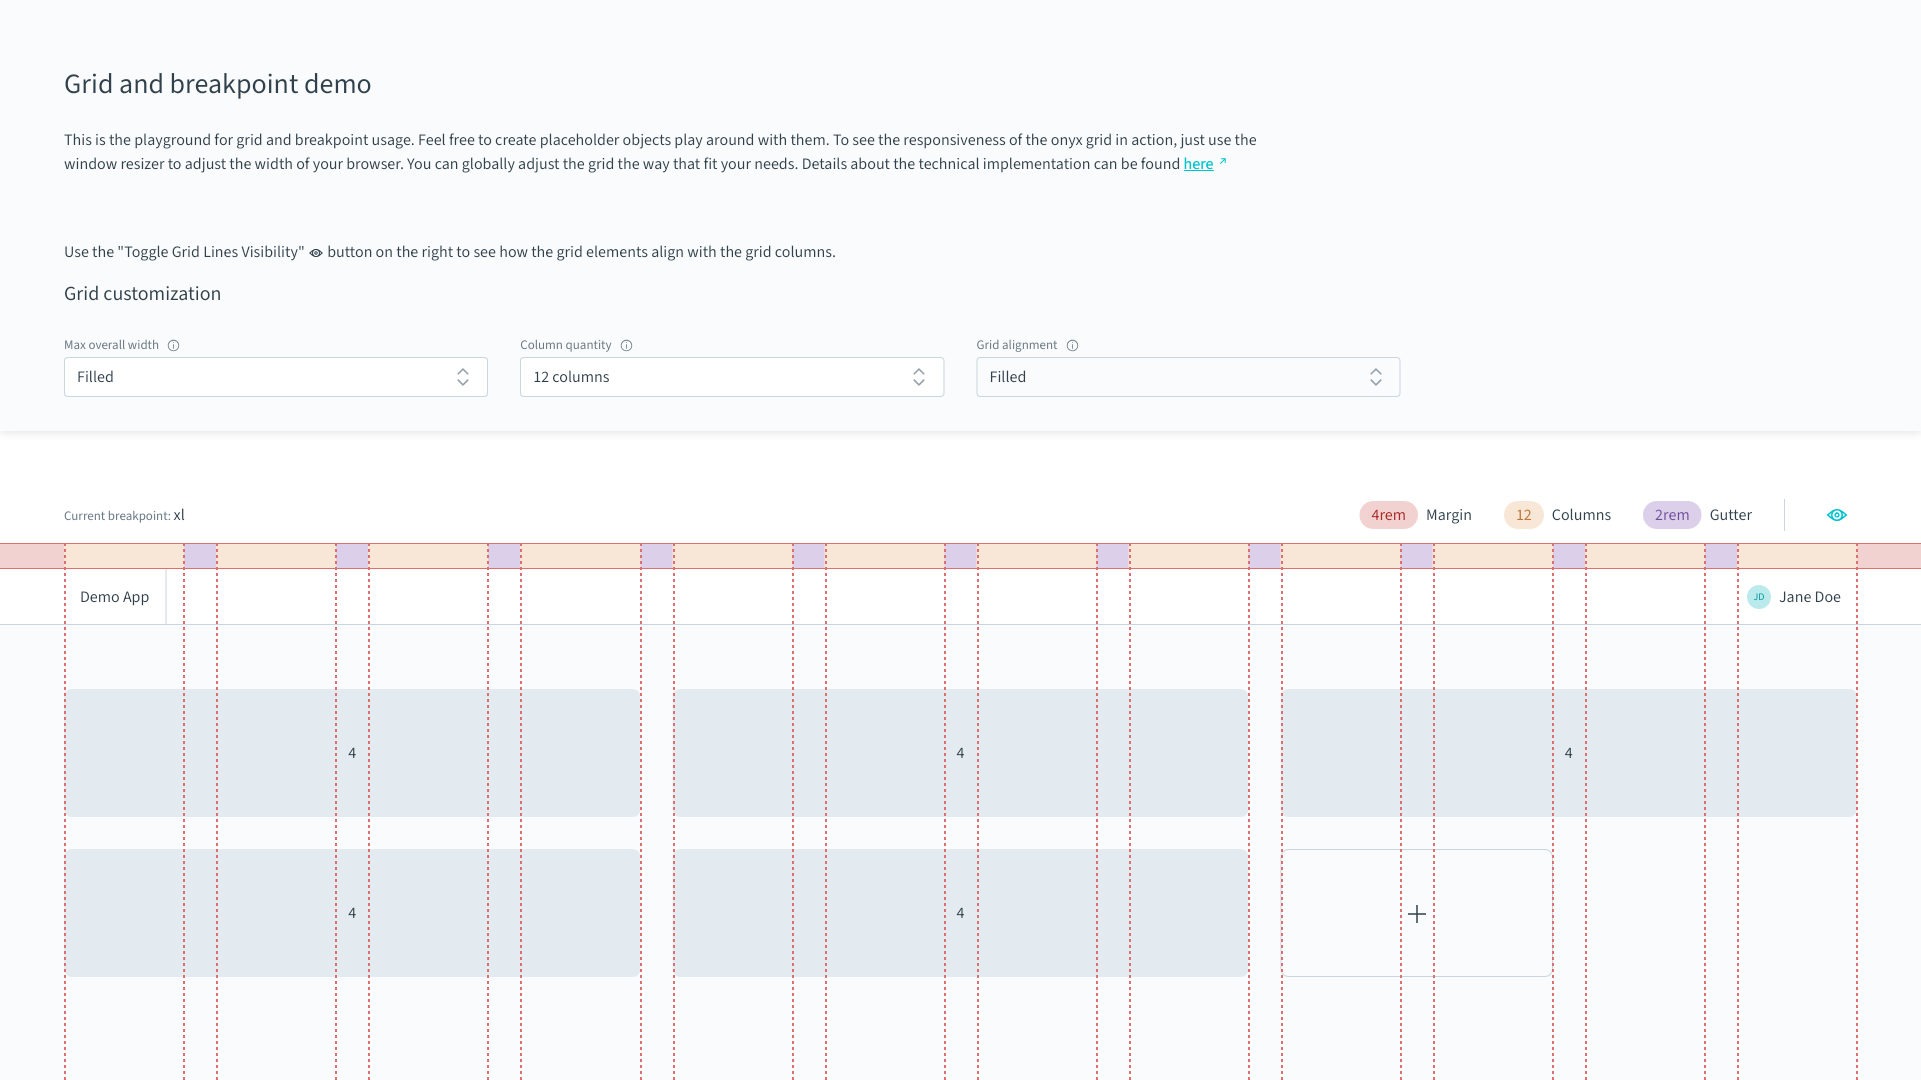 Grid and breakpoint demo
This is the playground for grid and breakpoint usage. Feel free to create placeholder objects play around with them. To see the responsiveness of the onyx grid in action, just use the
window resizer to adjust the width of your browser. You can globally adjust the grid the way that fit your needs. Details about the technical implementation can be found here
Use the "Toggle Grid Lines Visibility" button on the right to see how the grid elements align with the grid columns.
Grid customization
Max overall width Column quantity Grid alignment
Filled 12 columns Filled
Current breakpoint: xl 4rem Margin 12 Columns 2rem Gutter
Demo App JD Jane Doe
4 4 4
4 4